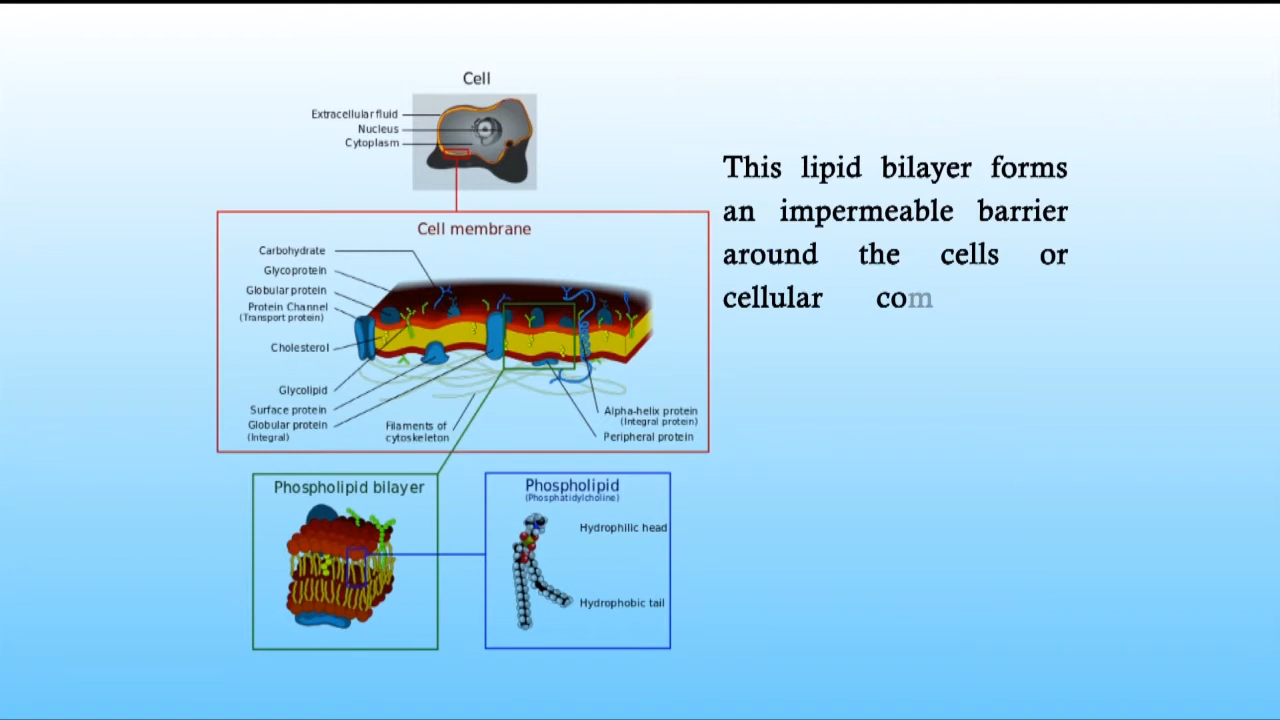 Cell
Extracellular fluid
Nucleus
Cytoplasm
This lipid bilayer forms
an impermeable barrier
around the cells or
cellular com
Cell membrane
Carbohydrate
Glycoprotein
Globular protein
Protein Channel
(Transport protein)
Cholesterol
Glycolipid
Surface protein
Globular protein
(Integral)
Filaments of
cytoskeleton
Alpha-helix protein
(Integral protein)
Peripheral protein
Phospholipid bilayer
Phospholipid
(Phosphatidylcholine)
Hydrophilic head
Hydrophobic tail